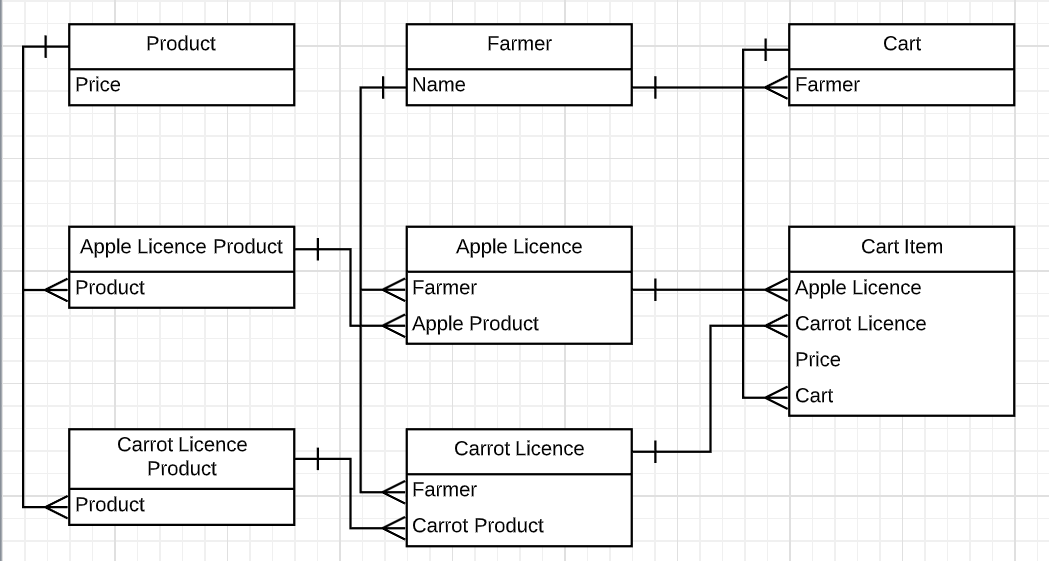 Product
Price
Farmer
Name
Cart
Farmer
Apple Licence Product
Product
Apple Licence
Farmer
Apple Product
Cart Item
Apple Licence
Carrot Licence
Price
Cart
Carrot Licence
Product
Product
Carrot Licence
Farmer
Carrot Product